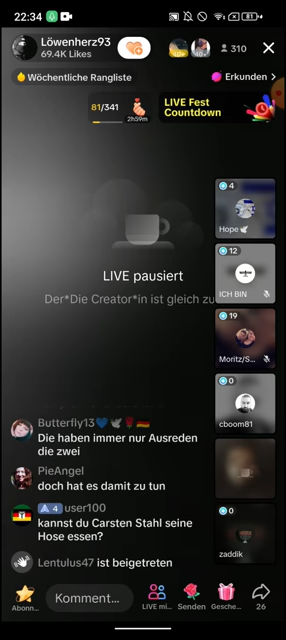 22:34
81
Löwenherz93
69.4K Likes
310
Wöchentliche Rangliste
Erkunden >
81/341
2h59m
LIVE Fest
Countdown
4
Hope
LIVE pausiert
Der*Die Creator*in ist gleich zu
12
ICH BIN
19
Moritz/S...
0
cboom81
Butterfly13
Die haben immer nur Ausreden
die zwei
PieAngel
doch hat es damit zu tun
4 user100
kannst du Carsten Stahl seine
Hose essen?
0
zaddik
Lentulus47 ist beigetreten
Komment...
Abonn...
LIVE mi...
Senden
Gesche...
26